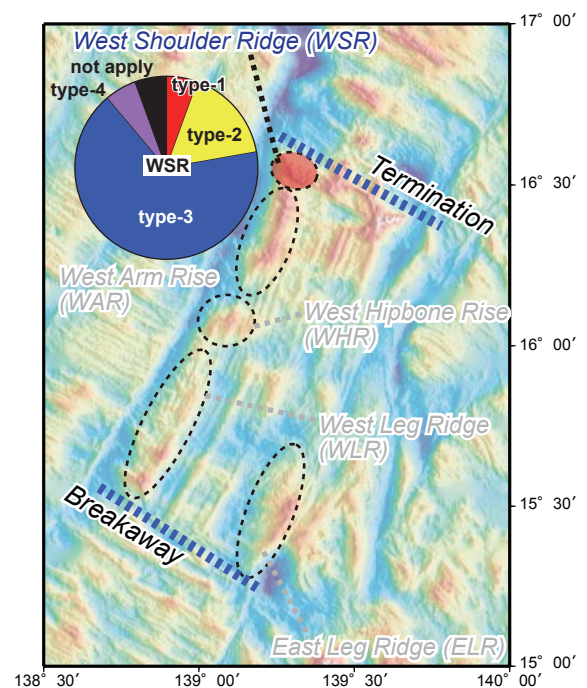 17° 00'
West Shoulder Ridge (WSR)
not apply
type-4
type-1
type-2
WSR
type-3
Termination
16° 30'
West Arm Rise
(WAR)
West Hipbone Rise
(WHR)
16° 00'
West Leg Ridge
(WLR)
Breakaway
15° 30'
East Leg Ridge (ELR)
15° 00'
138° 30'
139° 00'
139° 30'
140° 00'